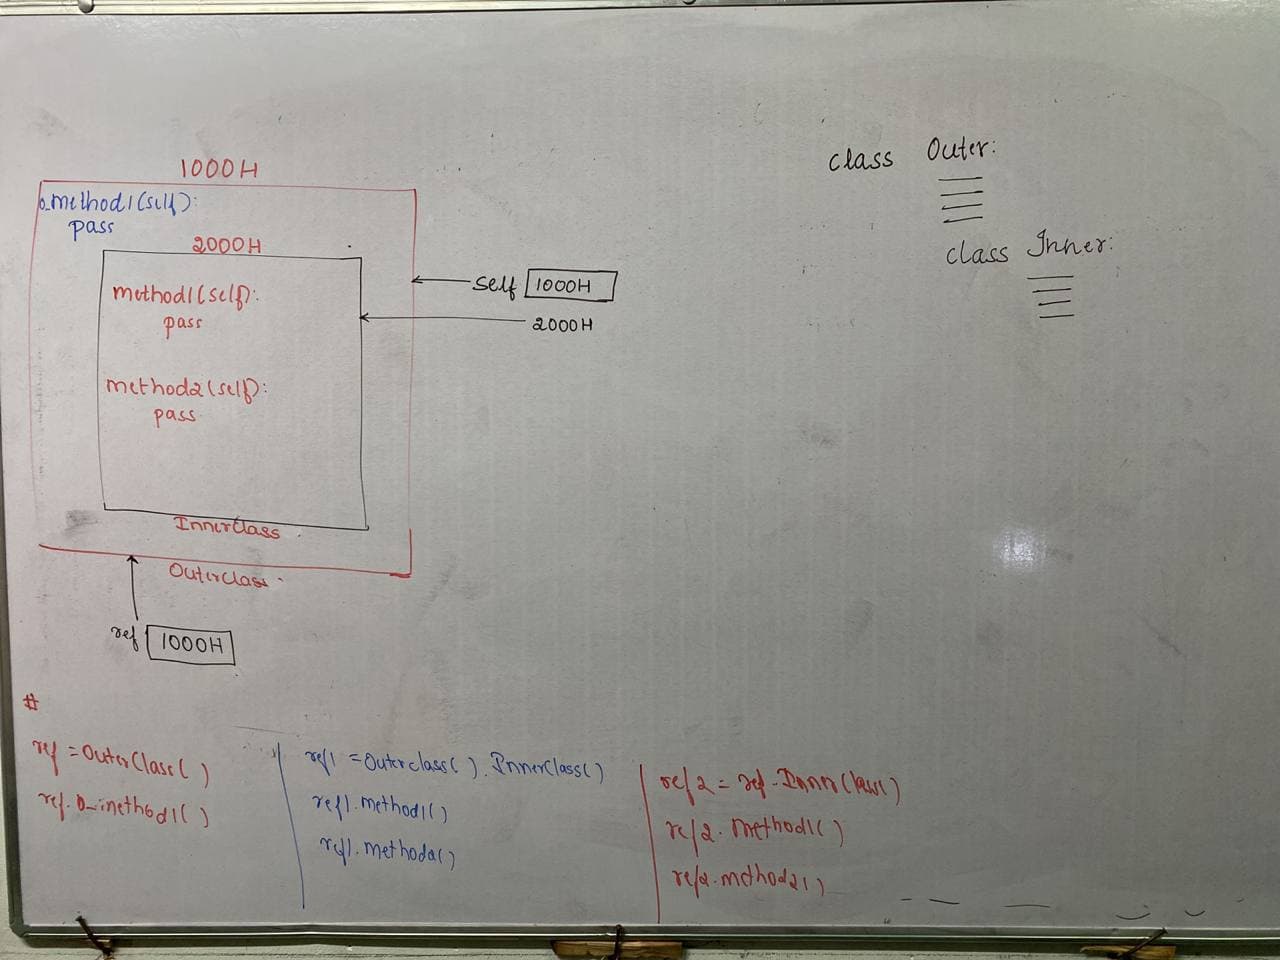 1000H
o_method1(self):
pass
2000H
method1(self):
pass
method2(self):
pass
InnerClass
OuterClass
self 1000H
2000H
ref 1000H
class Outer:
class Inner:
#
ref = OuterClass()
ref.o_method1()
ref1 = Outerclass().InnerClass()
ref1.method1()
ref1.method2()
ref2 = ref.InnerClass()
ref2.method1()
ref2.method2()